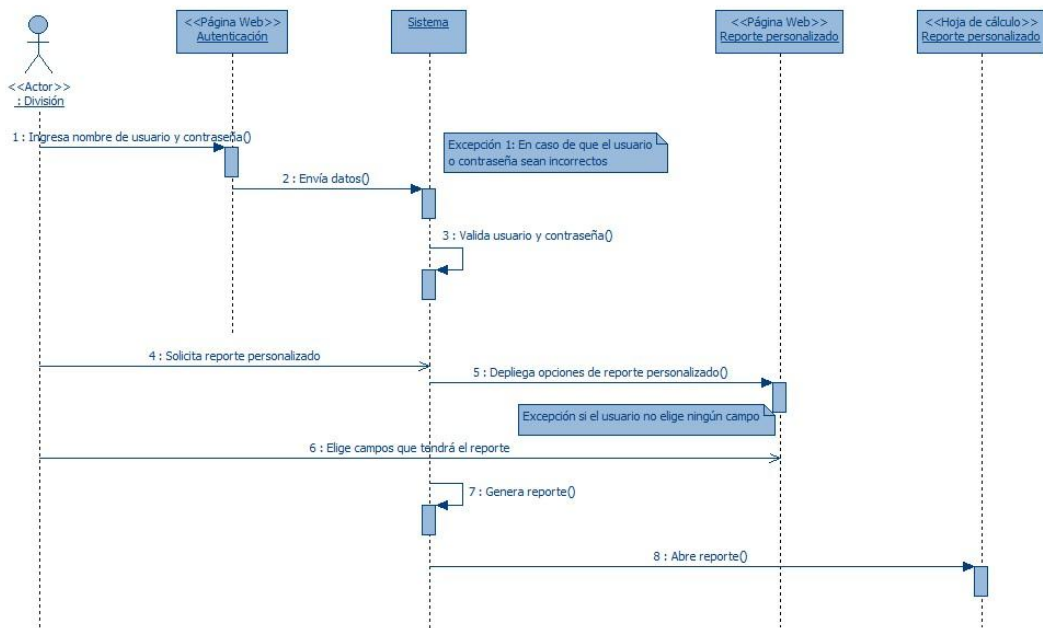 <<Página Web>>
Autenticación
Sistema
<<Página Web>>
Reporte personalizado
<<Hoja de cálculo>>
Reporte personalizado
<<Actor>>
: División
1 : Ingresa nombre de usuario y contraseña()
Excepción 1: En caso de que el usuario
o contraseña sean incorrectos
2 : Envía datos()
3 : Valida usuario y contraseña()
4 : Solicita reporte personalizado
5 : Depliega opciones de reporte personalizado()
Excepción si el usuario no elige ningún campo
6 : Elige campos que tendrá el reporte
7 : Genera reporte()
8 : Abre reporte()